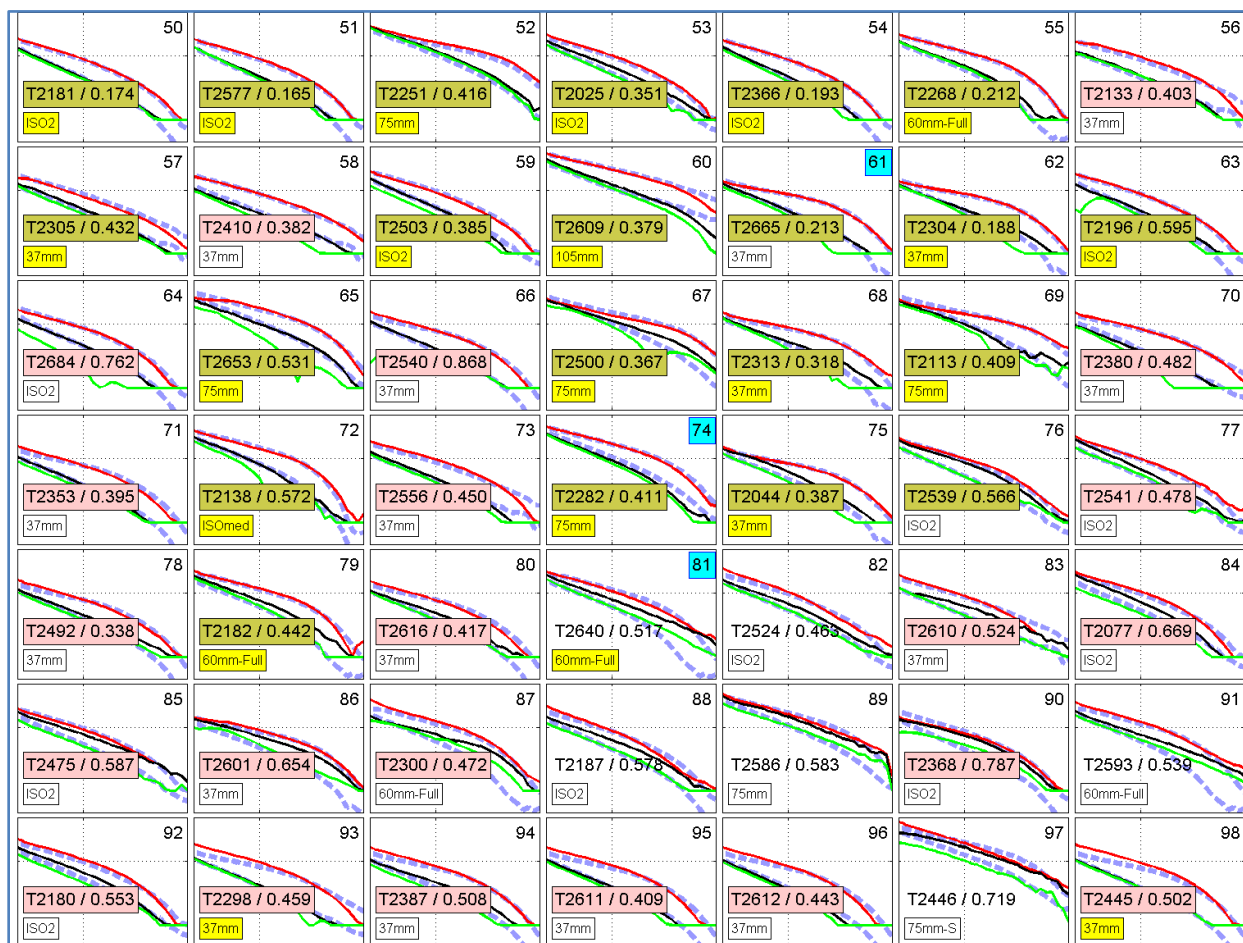 50
T2181 / 0.174
ISO2
51
T2577 / 0.165
ISO2
52
T2251 / 0.416
75mm
53
T2025 / 0.351
ISO2
54
T2366 / 0.193
ISO2
55
T2268 / 0.212
60mm-Full
56
T2133 / 0.403
37mm
57
T2305 / 0.432
37mm
58
T2410 / 0.382
37mm
59
T2503 / 0.385
ISO2
60
T2609 / 0.379
105mm
61
T2665 / 0.213
37mm
62
T2304 / 0.188
37mm
63
T2196 / 0.595
ISO2
64
T2684 / 0.762
ISO2
65
T2653 / 0.531
75mm
66
T2540 / 0.868
37mm
67
T2500 / 0.367
75mm
68
T2313 / 0.318
37mm
69
T2113 / 0.409
75mm
70
T2380 / 0.482
37mm
71
T2353 / 0.395
37mm
72
T2138 / 0.572
ISOmed
73
T2556 / 0.450
37mm
74
T2282 / 0.411
75mm
75
T2044 / 0.387
37mm
76
T2539 / 0.566
ISO2
77
T2541 / 0.478
ISO2
78
T2492 / 0.338
37mm
79
T2182 / 0.442
60mm-Full
80
T2616 / 0.417
37mm
81
T2640 / 0.517
60mm-Full
82
T2524 / 0.463
ISO2
83
T2610 / 0.524
37mm
84
T2077 / 0.669
ISO2
85
T2475 / 0.587
ISO2
86
T2601 / 0.654
37mm
87
T2300 / 0.472
60mm-Full
88
T2187 / 0.578
ISO2
89
T2586 / 0.583
75mm
90
T2368 / 0.787
ISO2
91
T2593 / 0.539
60mm-Full
92
T2180 / 0.553
ISO2
93
T2298 / 0.459
37mm
94
T2387 / 0.508
37mm
95
T2611 / 0.409
37mm
96
T2612 / 0.443
37mm
97
T2446 / 0.719
75mm-S
98
T2445 / 0.502
37mm